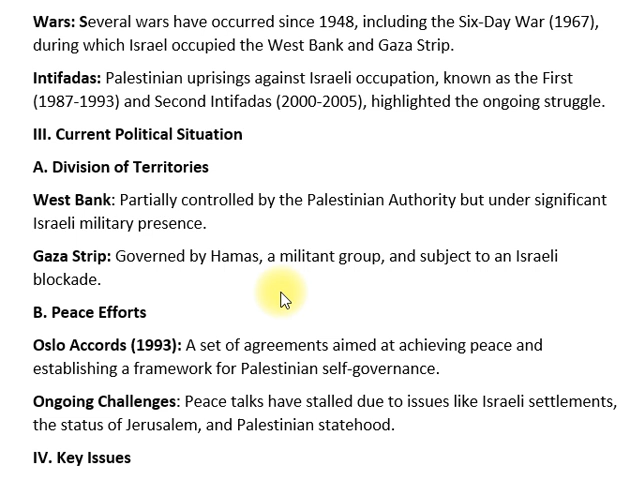 Wars: Several wars have occurred since 1948, including the Six-Day War (1967),
during which Israel occupied the West Bank and Gaza Strip.
Intifadas: Palestinian uprisings against Israeli occupation, known as the First
(1987-1993) and Second Intifadas (2000-2005), highlighted the ongoing struggle.
III. Current Political Situation
A. Division of Territories
West Bank: Partially controlled by the Palestinian Authority but under significant
Israeli military presence.
Gaza Strip: Governed by Hamas, a militant group, and subject to an Israeli
blockade.
B. Peace Efforts
Oslo Accords (1993): A set of agreements aimed at achieving peace and
establishing a framework for Palestinian self-governance.
Ongoing Challenges: Peace talks have stalled due to issues like Israeli settlements,
the status of Jerusalem, and Palestinian statehood.
IV. Key Issues